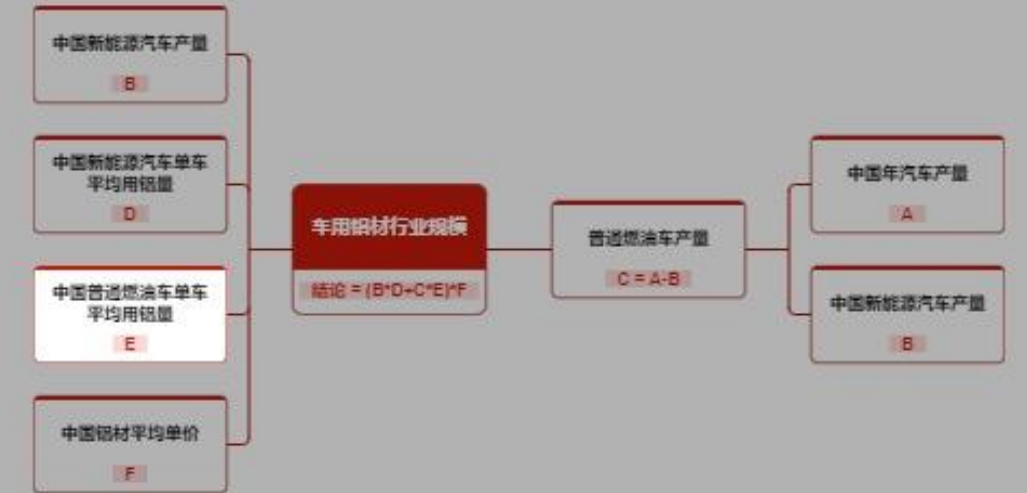 中国新能源汽车产量
B
中国新能源汽车单车
平均用铝量
D
中国普通燃油车单车
平均用铝量
E
中国铝材平均单价
F
车用铝材行业规模
结论 = (B*D+C*E)*F
普通燃油车产量
C = A-B
中国年汽车产量
A
中国新能源汽车产量
B